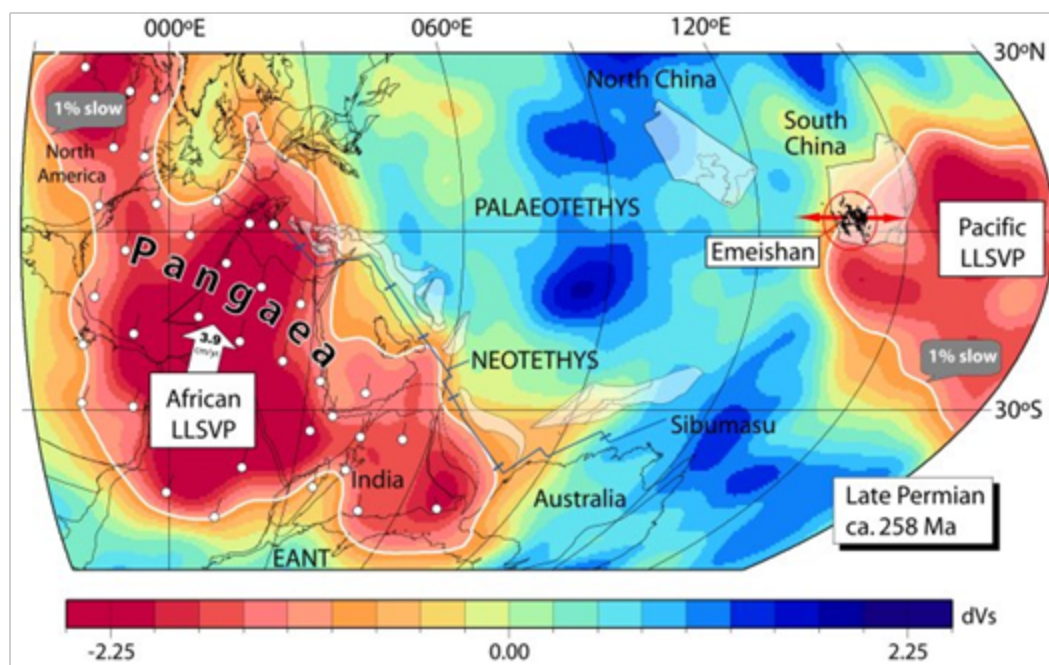 000ºE
060ºE
120ºE
30ºN
North China
1% slow
South
China
North
America
PALAEOTETHYS
Pacific
LLSVP
Emeishan
Pangaea
3.9
cm/yr
NEOTETHYS
1% slow
African
LLSVP
30ºS
Sibumasu
India
Australia
Late Permian
ca. 258 Ma
EANT
dVs
-2.25
0.00
2.25